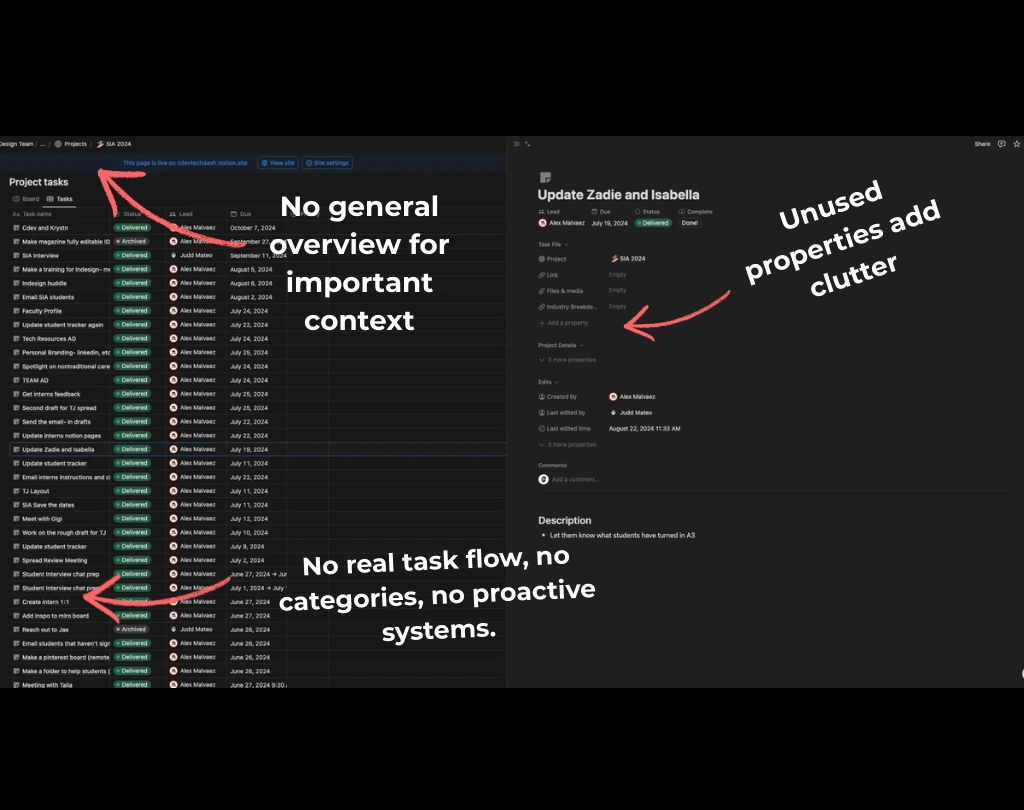 Design Team / ... / Projects / SIA 2024
Share
This page is live on cdevtechdash.notion.site View site Site settings
Project tasks
Board Tasks
Aa Task name Status Lead Due
Cdev and Krystn Delivered Alex Malvaez October 7, 2024
Make magazine fully editable ID Archived Alex Malvaez September 27
SIA Interview Delivered Judd Mateo September 11, 2024
Make a training for Indesign- mu Delivered Alex Malvaez August 5, 2024
Indesign huddle Delivered Alex Malvaez August 6, 2024
Email SIA students Delivered Alex Malvaez August 2, 2024
Faculty Profile Delivered Alex Malvaez July 24, 2024
Update student tracker again Delivered Alex Malvaez July 22, 2024
Tech Resources AD Delivered Alex Malvaez July 24, 2024
Personal Branding- linkedin, etc Delivered Alex Malvaez July 25, 2024
Spotlight on nontraditional care Delivered Alex Malvaez July 24, 2024
TEAM AD Delivered Alex Malvaez July 24, 2024
Get interns feedback Delivered Alex Malvaez July 25, 2024
Second draft for TJ spread Delivered Alex Malvaez July 25, 2024
Send the email- in drafts Delivered Alex Malvaez July 22, 2024
Update interns notion pages Delivered Alex Malvaez July 22, 2024
Update Zadie and Isabella Delivered Alex Malvaez July 19, 2024
Update student tracker Delivered Alex Malvaez July 11, 2024
Email interns instructions and cl Delivered Alex Malvaez July 22, 2024
TJ Layout Delivered Alex Malvaez July 11, 2024
SIA Save the dates Delivered Alex Malvaez July 11, 2024
Meet with Gigi Delivered Alex Malvaez July 12, 2024
Work on the rough draft for TJ Delivered Alex Malvaez July 10, 2024
Update student tracker Delivered Alex Malvaez July 9, 2024
Spread Review Meeting Delivered Alex Malvaez July 2, 2024
Student Interview chat prep Delivered Alex Malvaez June 27, 2024 → Jur
Student Interview chat prep Delivered Alex Malvaez July 1, 2024 → July
Create intern 1:1 Delivered Alex Malvaez June 27, 2024
Add inspo to miro board Delivered Alex Malvaez June 27, 2024
Reach out to Jae Archived Judd Mateo June 26, 2024
Email students that haven't sign Delivered Alex Malvaez June 26, 2024
Make a pinterest board (remote Delivered Alex Malvaez June 26, 2024
Make a folder to help students ( Delivered Alex Malvaez June 26, 2024
Meeting with Talia Delivered Alex Malvaez June 27, 2024 9:30
No general
overview for
important
context
Update Zadie and Isabella
Lead Due Status Complete
Alex Malvaez July 19, 2024 Delivered Done!
Task File
Project SIA 2024
Link Empty
Files & media Empty
Industry Breakdo... Empty
+ Add a property
Project Details
3 more properties
Edits
Created by Alex Malvaez
Last edited by Judd Mateo
Last edited time August 22, 2024 11:33 AM
3 more properties
Comments
Add a comment...
Description
• Let them know what students have turned in A3
Unused
properties add
clutter
No real task flow, no
categories, no proactive
systems.